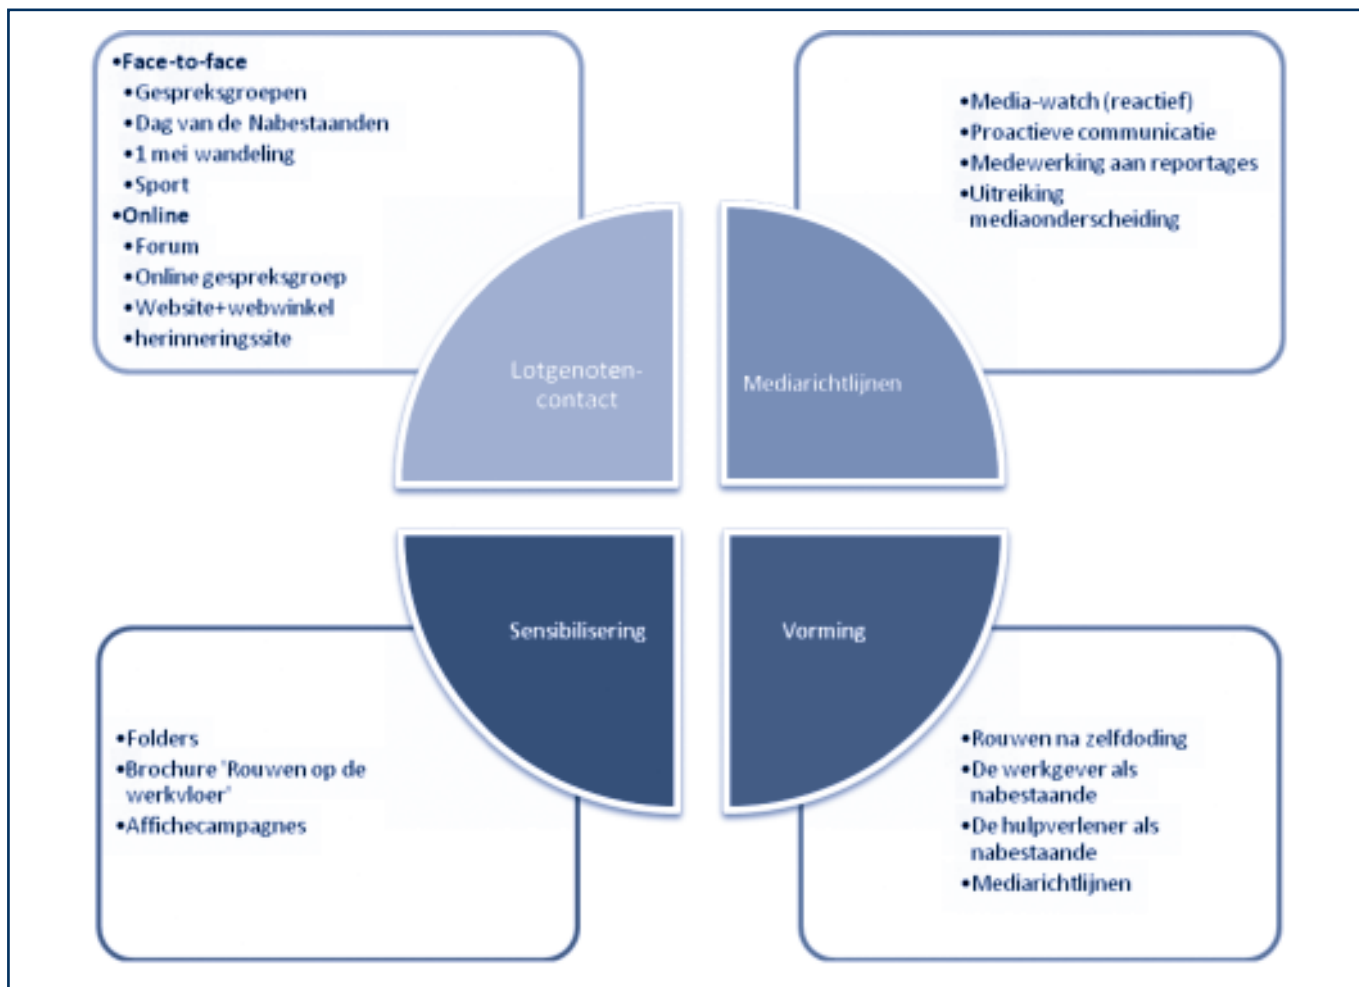 •Face-to-face
•Gespreksgroepen
•Dag van de Nabestaanden
•1 mei wandeling
•Sport
•Online
•Forum
•Online gespreksgroep
•Website+webwinkel
•herinneringssite
•Media-watch (reactief)
•Proactieve communicatie
•Medewerking aan reportages
•Uitreiking
mediaonderscheiding
Lotgenoten-
contact
Mediarichtlijnen
Sensibilisering
Vorming
•Folders
•Brochure 'Rouwen op de
werkvloer'
•Affichecampagnes
•Rouwen na zelfdoding
•De werkgever als
nabestaande
•De hulpverlener als
nabestaande
•Mediarichtlijnen